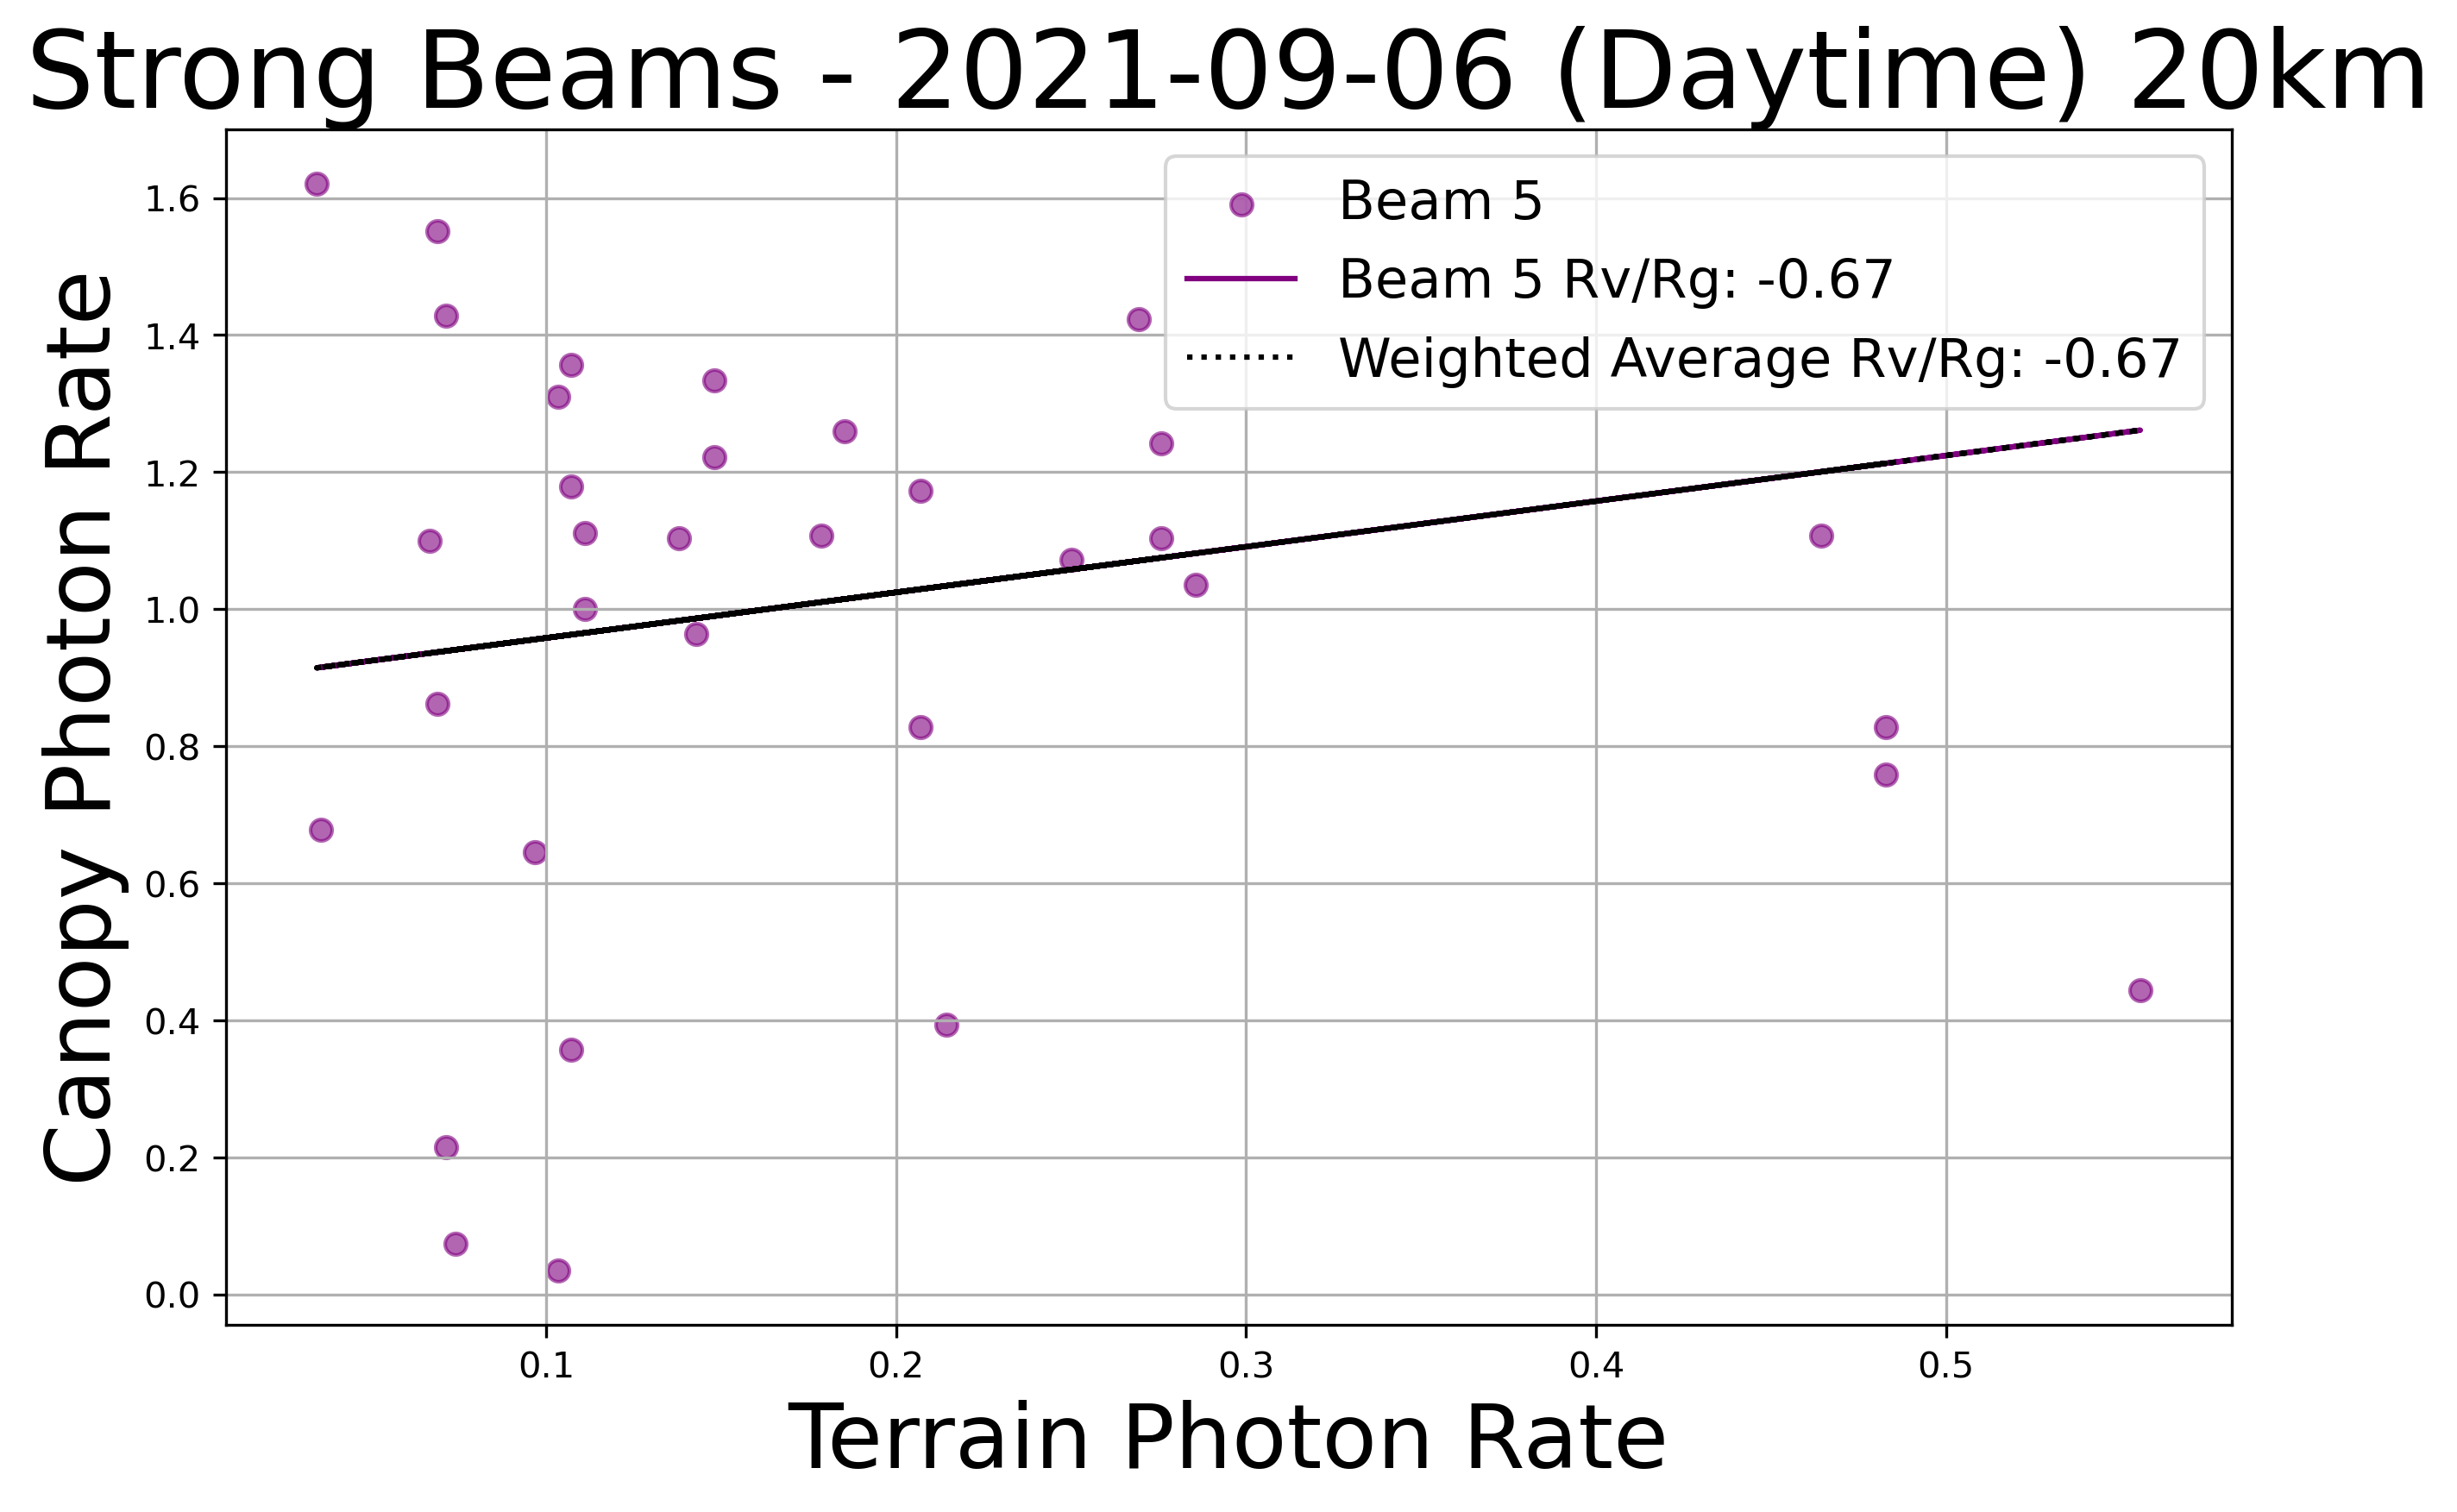 Strong Beams - 2021-09-06 (Daytime) 20km
Canopy Photon Rate
1.6
1.4
1.2
1.0
0.8
0.6
0.4
0.2
0.0
Beam 5
Beam 5 Rv/Rg: -0.67
Weighted Average Rv/Rg: -0.67
0.1 0.2 0.3 0.4 0.5
Terrain Photon Rate